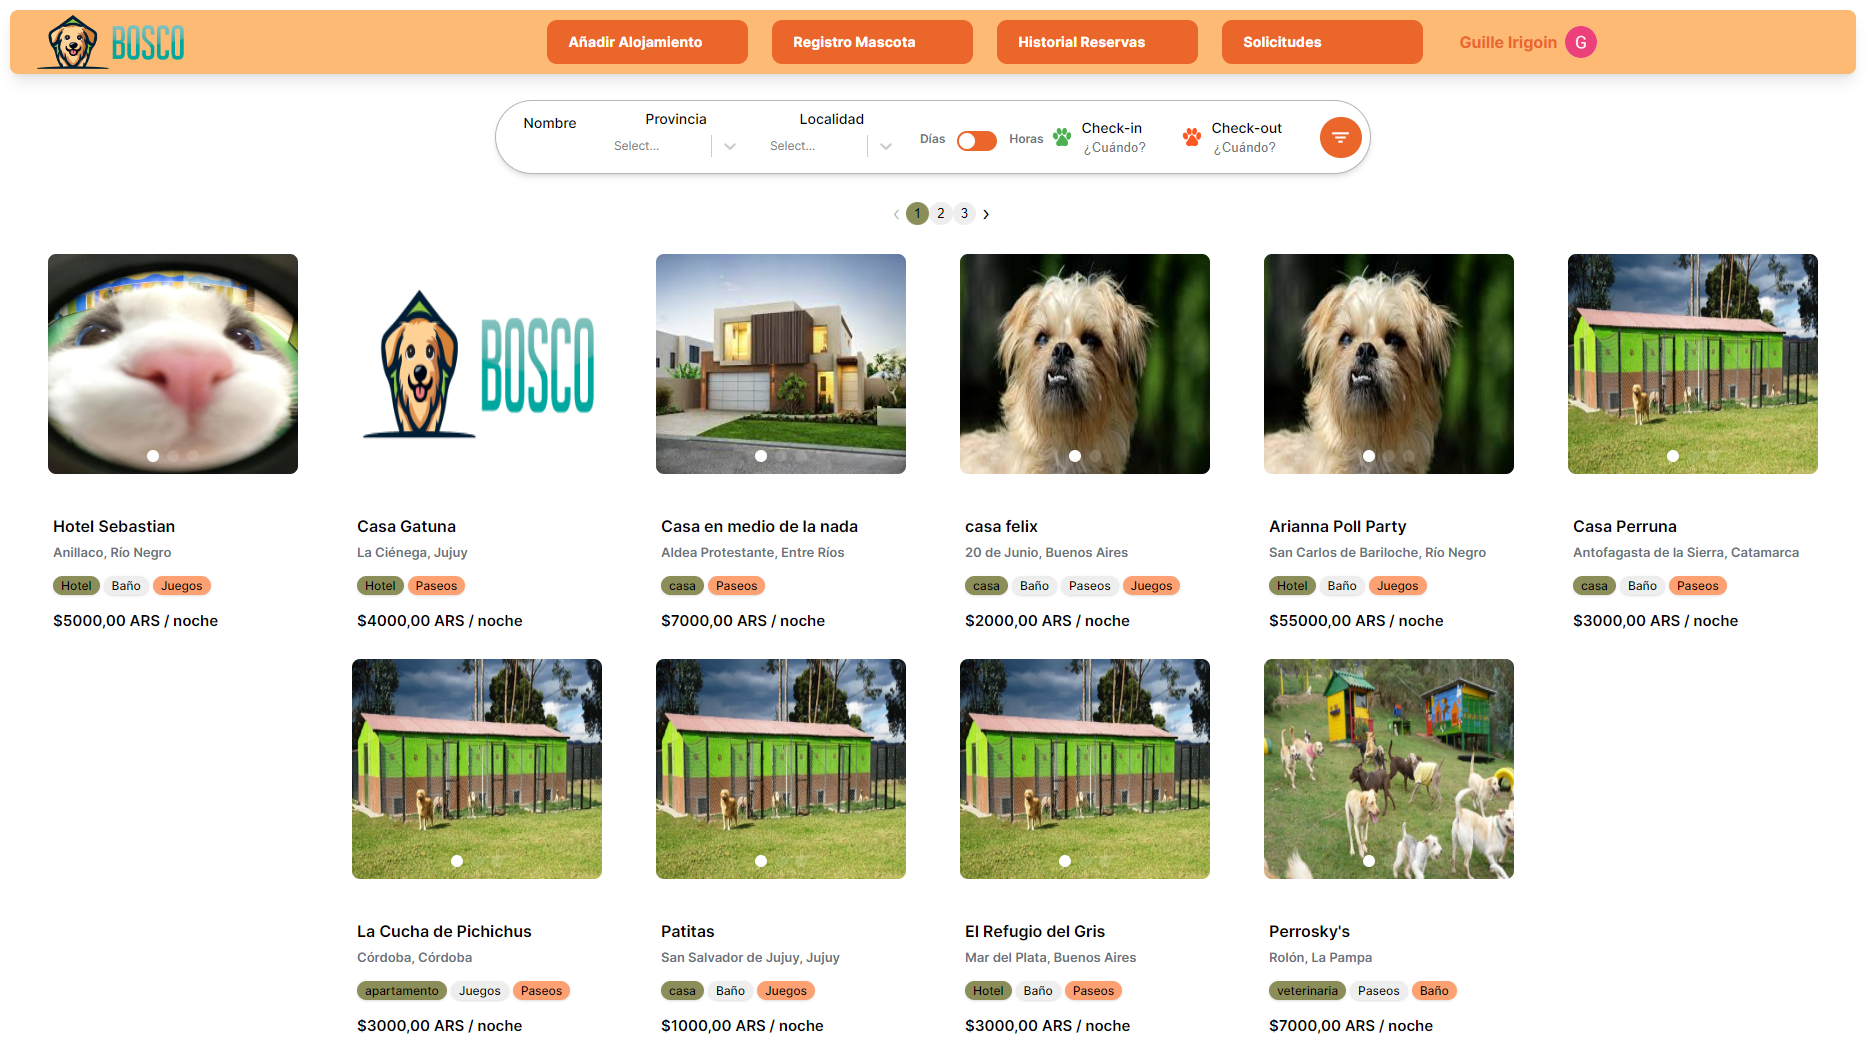 BOSCO
Añadir Alojamiento
Registro Mascota
Historial Reservas
Solicitudes
Guille Irigoin
G
Nombre
Provincia
Select...
Localidad
Select...
Días
Horas
Check-in
¿Cuándo?
Check-out
¿Cuándo?
‹ 1 2 3 ›
BOSCO
Hotel Sebastian
Anillaco, Río Negro
Hotel Baño Juegos
$5000,00 ARS / noche
Casa Gatuna
La Ciénega, Jujuy
Hotel Paseos
$4000,00 ARS / noche
Casa en medio de la nada
Aldea Protestante, Entre Ríos
casa Paseos
$7000,00 ARS / noche
casa felix
20 de Junio, Buenos Aires
casa Baño Paseos Juegos
$2000,00 ARS / noche
Arianna Poll Party
San Carlos de Bariloche, Río Negro
Hotel Baño Juegos
$55000,00 ARS / noche
Casa Perruna
Antofagasta de la Sierra, Catamarca
casa Baño Paseos
$3000,00 ARS / noche
La Cucha de Pichichus
Córdoba, Córdoba
apartamento Juegos Paseos
$3000,00 ARS / noche
Patitas
San Salvador de Jujuy, Jujuy
casa Baño Juegos
$1000,00 ARS / noche
El Refugio del Gris
Mar del Plata, Buenos Aires
Hotel Baño Paseos
$3000,00 ARS / noche
Perrosky's
Rolón, La Pampa
veterinaria Paseos Baño
$7000,00 ARS / noche